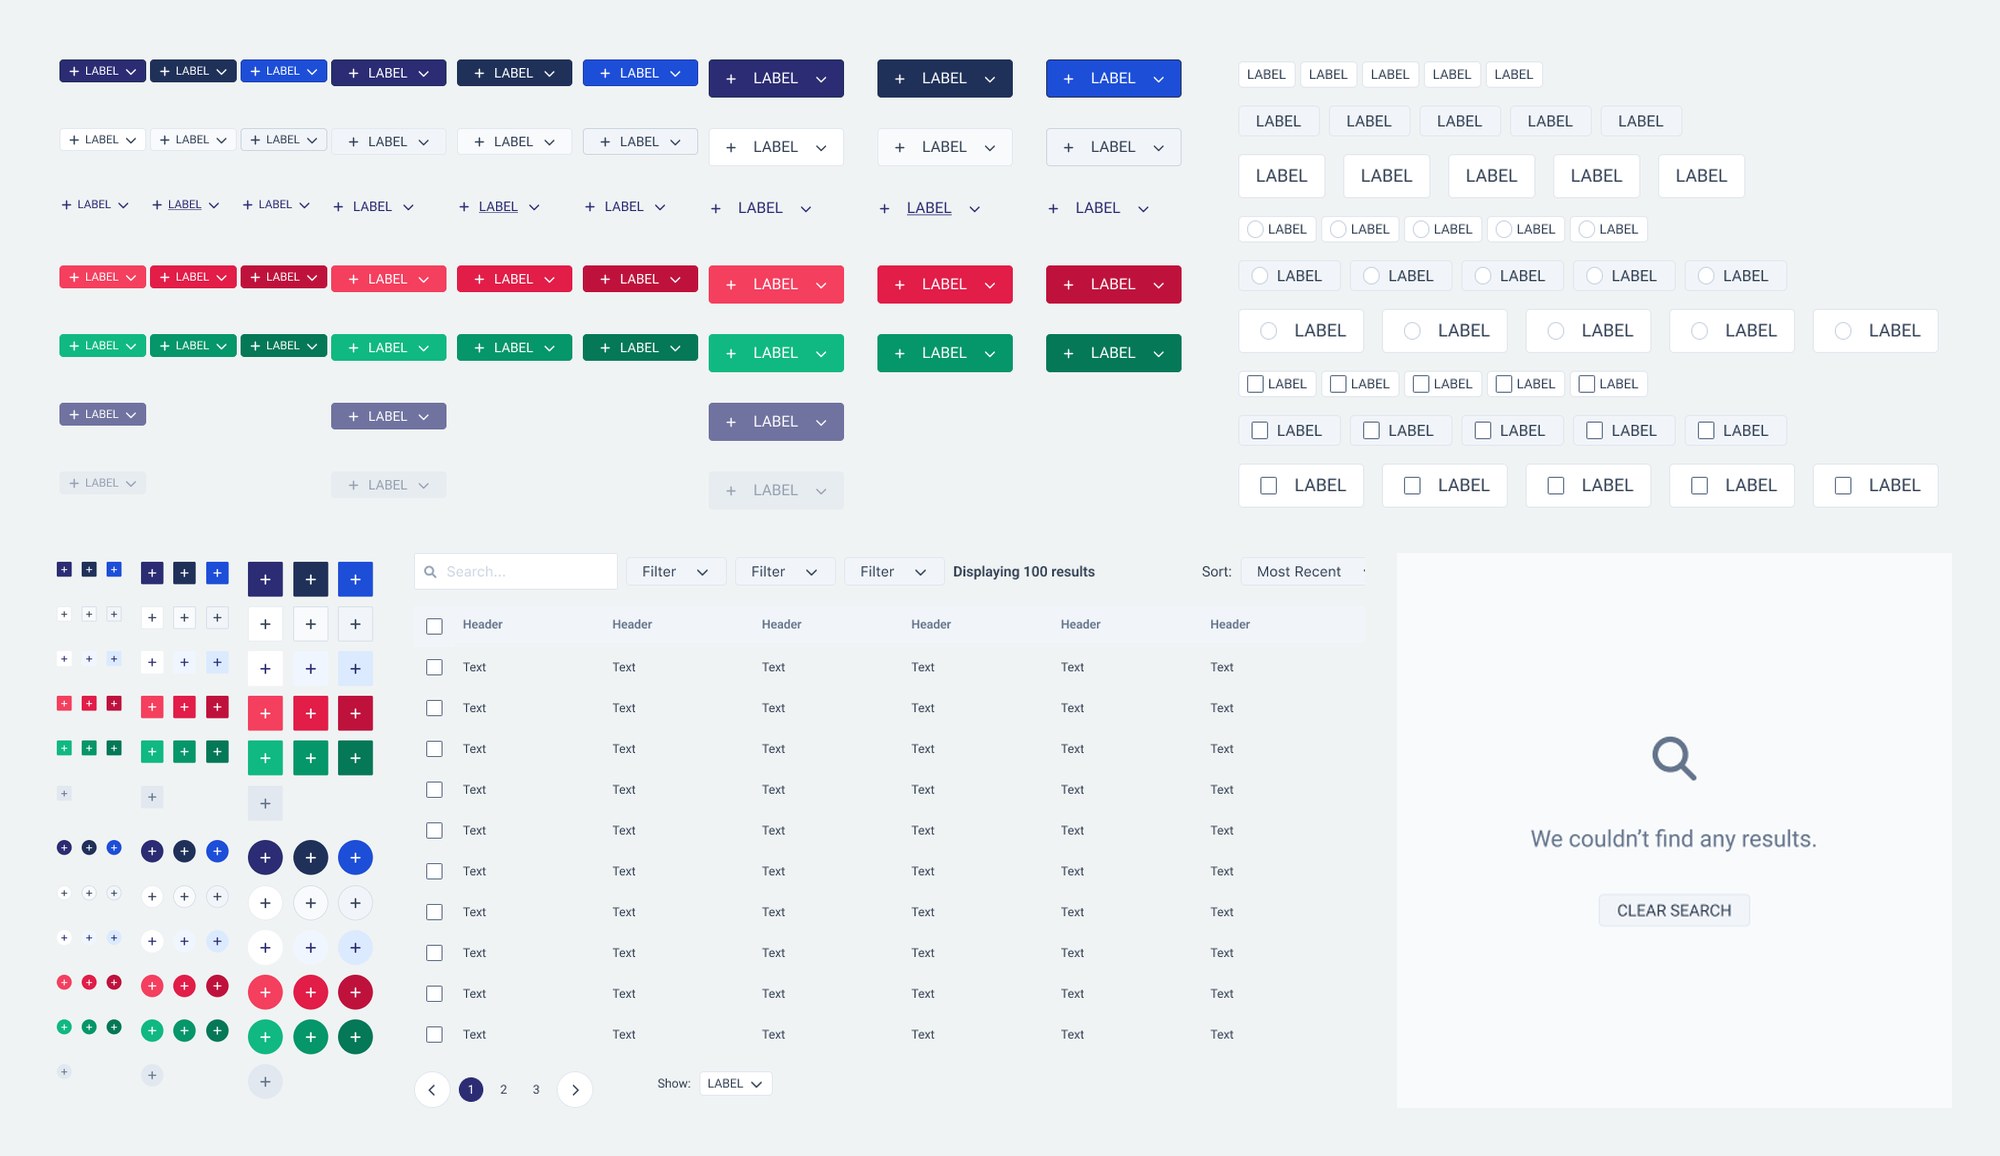 LABEL LABEL LABEL LABEL LABEL LABEL LABEL LABEL LABEL
LABEL LABEL LABEL LABEL LABEL LABEL LABEL LABEL LABEL
LABEL LABEL LABEL LABEL LABEL LABEL LABEL LABEL LABEL
LABEL LABEL LABEL LABEL LABEL LABEL LABEL LABEL LABEL
LABEL LABEL LABEL LABEL LABEL LABEL LABEL LABEL LABEL
LABEL LABEL LABEL
LABEL LABEL LABEL
LABEL LABEL LABEL LABEL LABEL
LABEL LABEL LABEL LABEL LABEL
LABEL LABEL LABEL LABEL LABEL
LABEL LABEL LABEL LABEL LABEL
LABEL LABEL LABEL LABEL LABEL
LABEL LABEL LABEL LABEL LABEL
LABEL LABEL LABEL LABEL LABEL
LABEL LABEL LABEL LABEL LABEL
LABEL LABEL LABEL LABEL LABEL
Search... Filter Filter Filter Displaying 100 results Sort: Most Recent
Header Header Header Header Header Header
Text Text Text Text Text Text
Text Text Text Text Text Text
Text Text Text Text Text Text
Text Text Text Text Text Text
Text Text Text Text Text Text
Text Text Text Text Text Text
Text Text Text Text Text Text
Text Text Text Text Text Text
Text Text Text Text Text Text
Text Text Text Text Text Text
1 2 3 Show: LABEL
We couldn't find any results.
CLEAR SEARCH